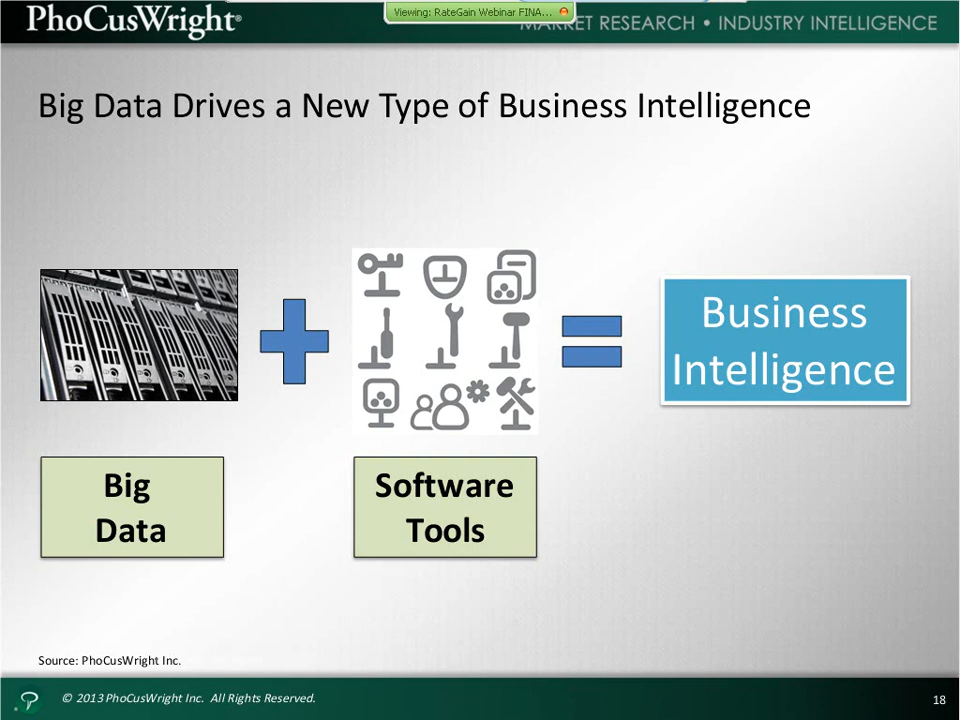 PhoCusWright®
Viewing: RateGain Webinar FINA...
MARKET RESEARCH • INDUSTRY INTELLIGENCE
Big Data Drives a New Type of Business Intelligence
Business
Intelligence
Big
Data
Software
Tools
Source: PhoCusWright Inc.
© 2013 PhoCusWright Inc. All Rights Reserved.
18